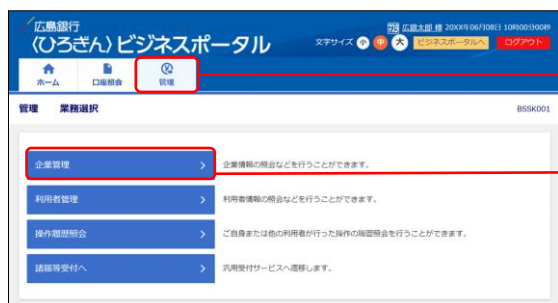 広島銀行
〈ひろぎん〉ビジネスポータル
広島太郎 様 20XX年06月08日 10時00分00秒
文字サイズ 小 中 大 ビジネスポータルへ ログアウト
ホーム 口座照会 管理
管理 業務選択 BSSK001
企業管理 企業情報の照会などを行うことができます。
利用者管理 利用者情報の照会などを行うことができます。
操作履歴照会 ご自身または他の利用者が行った操作の履歴照会を行うことができます。
諸届等受付へ 汎用受付サービスへ遷移します。